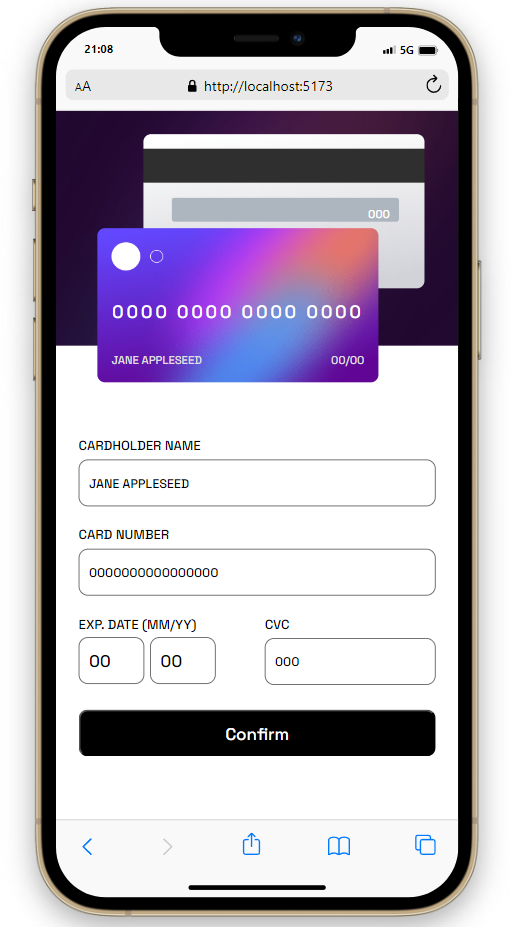 21:08
5G
AA
http://localhost:5173
000
0000 0000 0000 0000
JANE APPLESEED 00/00
CARDHOLDER NAME
JANE APPLESEED
CARD NUMBER
0000000000000000
EXP. DATE (MM/YY)
CVC
00 00
000
Confirm